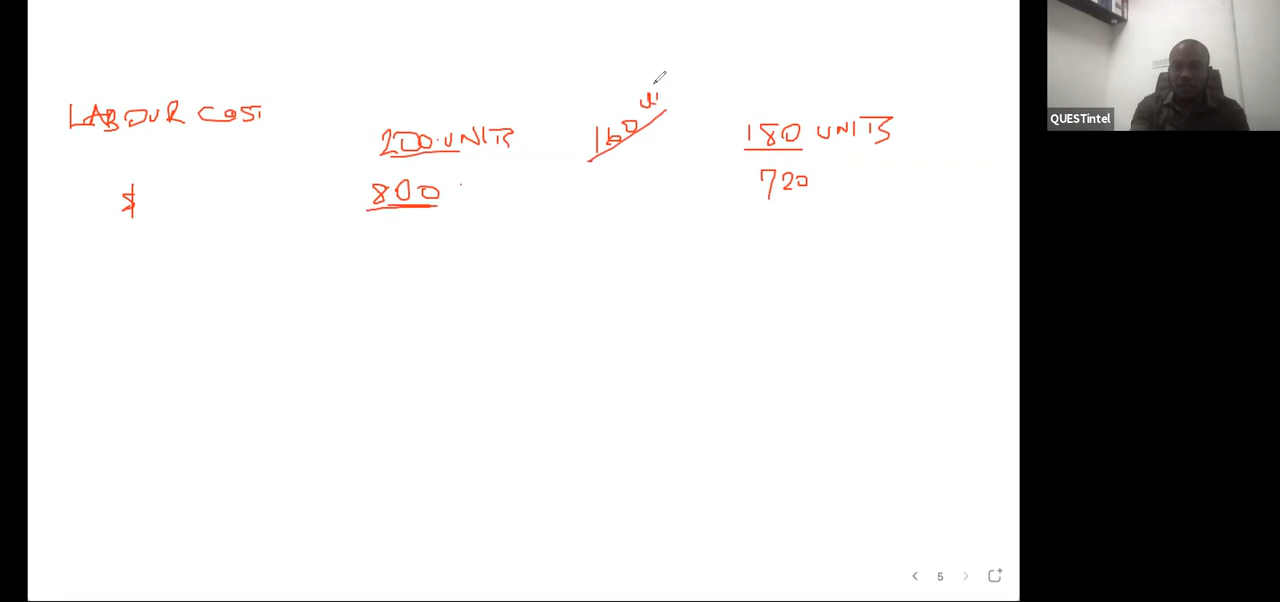 LABOUR COST
200 UNITS
180 UNITS
$ 800 720
QUESTintel
5